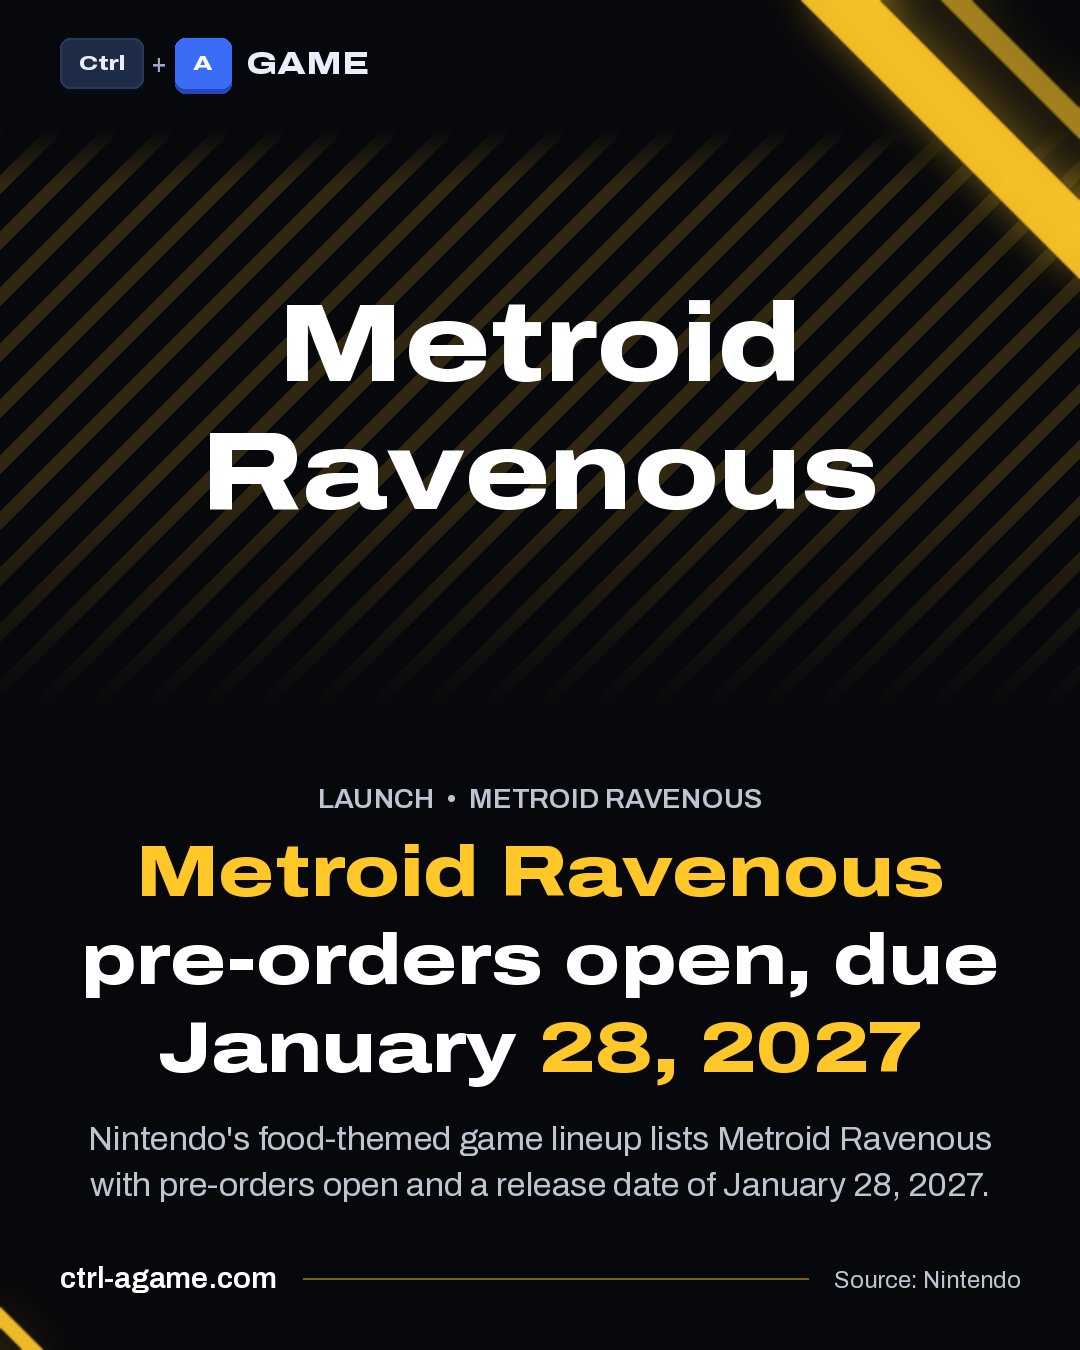 Ctrl + A GAME
Metroid
Ravenous
LAUNCH • METROID RAVENOUS
Metroid Ravenous
pre-orders open, due
January 28, 2027
Nintendo's food-themed game lineup lists Metroid Ravenous
with pre-orders open and a release date of January 28, 2027.
ctrl-agame.com
Source: Nintendo